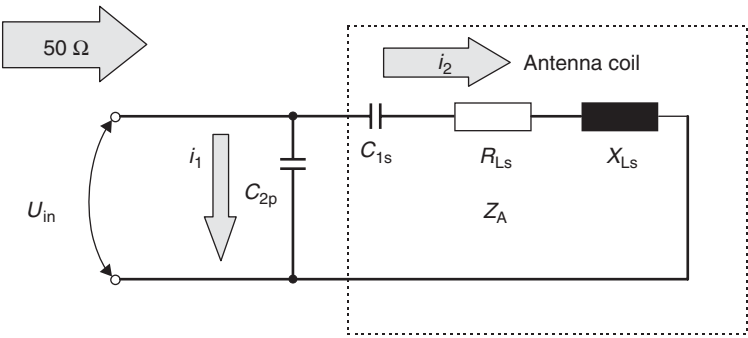 50 Ω
i₂ Antenna coil
i₁
C₁ₛ
R_Ls
X_Ls
C₂ₚ
U_in
Z_A